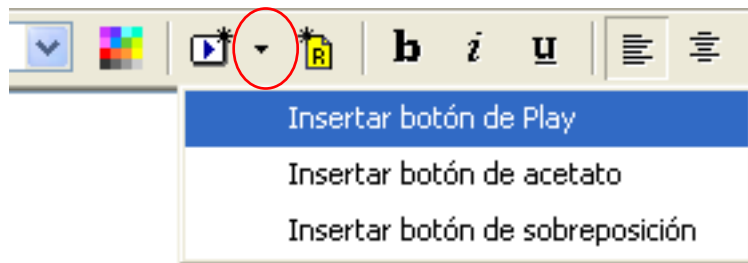 R b i u
Insertar botón de Play
Insertar botón de acetato
Insertar botón de sobreposición